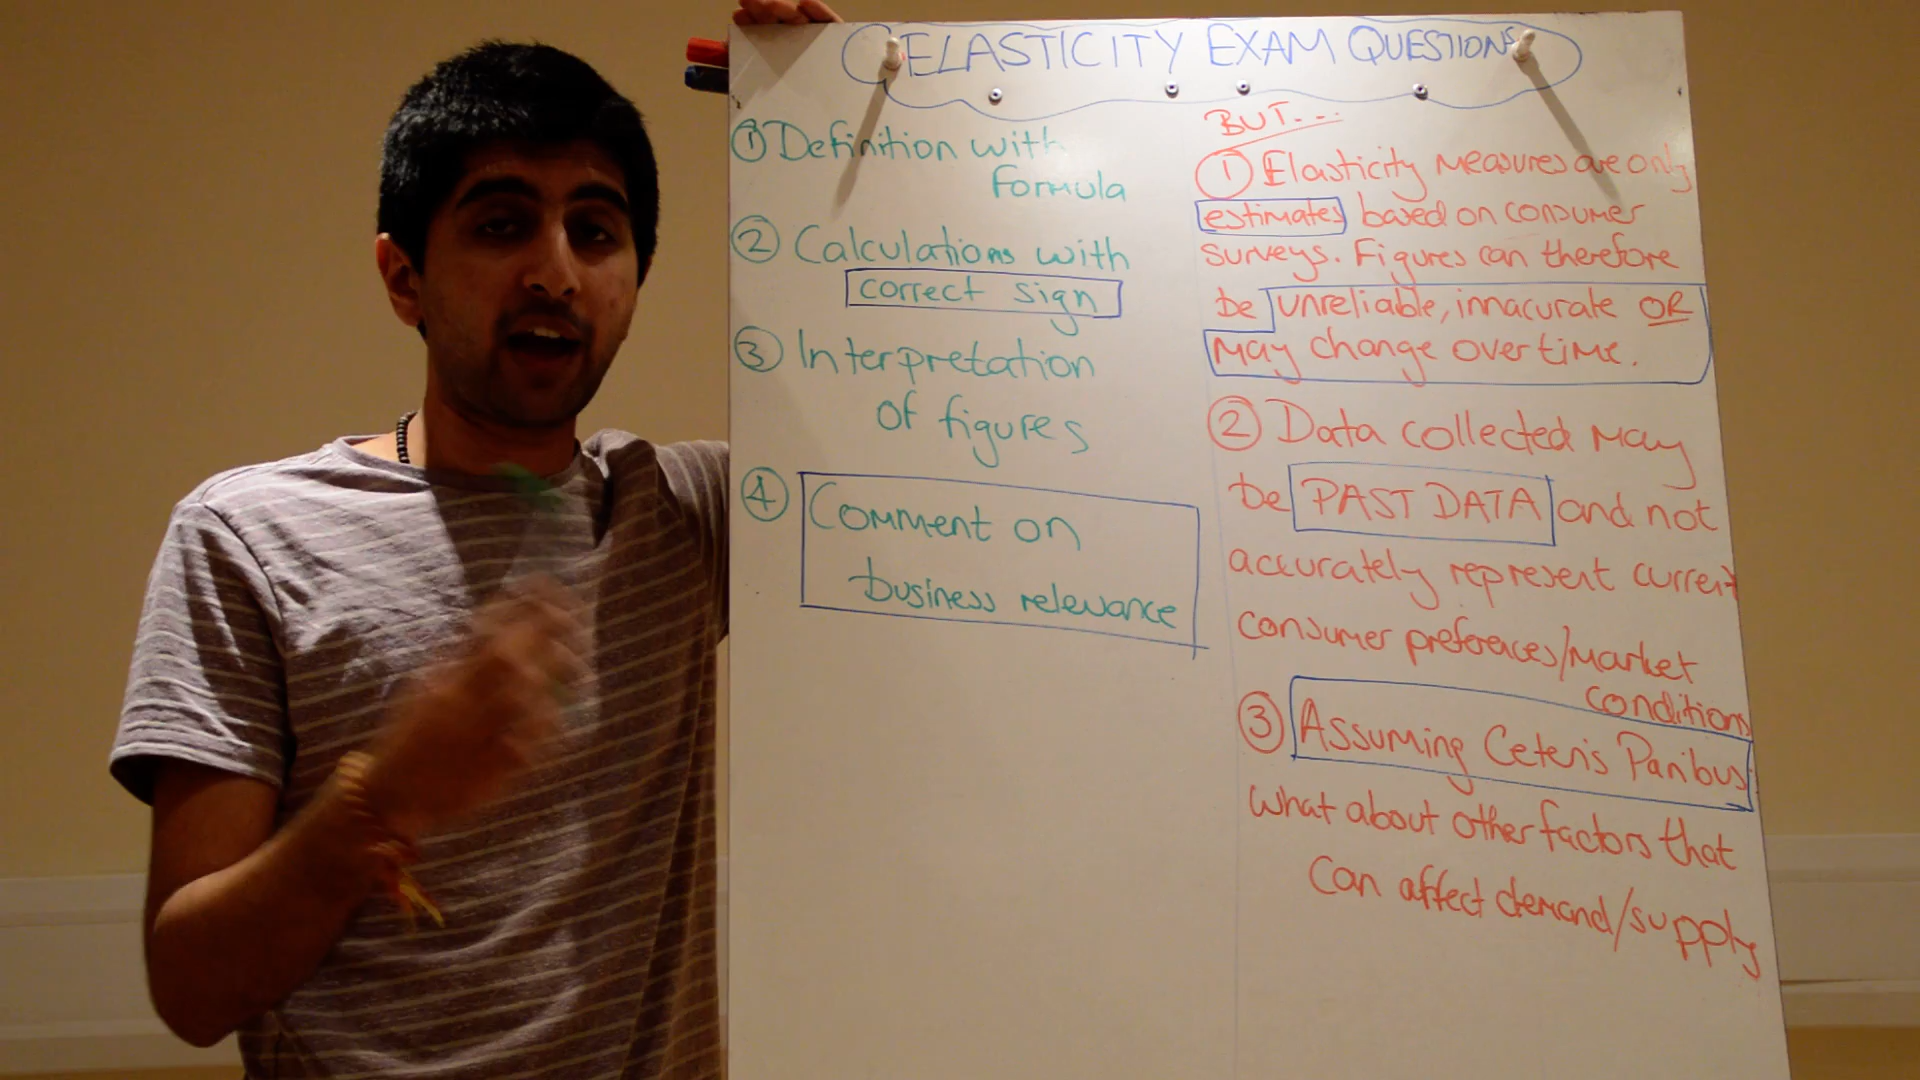 ELASTICITY EXAM QUESTIONS
① Definition with
Formula
② Calculations with
correct sign
③ Interpretation
of figures
④ Comment on
business relevance
BUT...
① Elasticity measures are only
estimates based on consumer
surveys. Figures can therefore
be unreliable, innacurate OR
may change over time.
② Data collected may
be PAST DATA and not
accurately represent current
consumer preferences/market
conditions
③ Assuming Ceteris Paribus
what about other factors that
can affect demand/supply